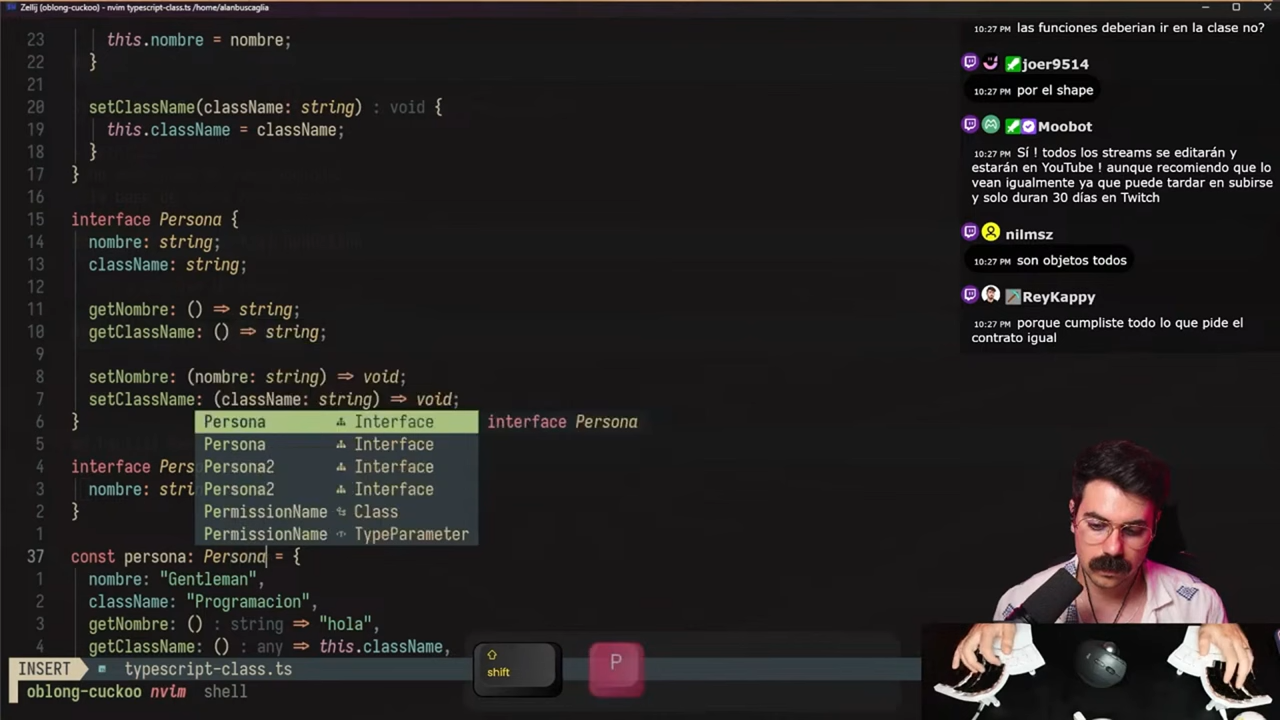 Zellij (oblong-cuckoo) - nvim typescript-class.ts /home/alanbuscaglia
23 this.nombre = nombre;
22 }
21
20 setClassName(className: string) : void {
19 this.className = className;
18 }
17 }
16
15 interface Persona {
14 nombre: string;
13 className: string;
12
11 getNombre: () => string;
10 getClassName: () => string;
9
8 setNombre: (nombre: string) => void;
7 setClassName: (className: string) => void;
6 }
5
4 interface Pers
3 nombre: stri
2 }
1
37 const persona: Persona = {
1 nombre: "Gentleman",
2 className: "Programacion",
3 getNombre: () : string => "hola",
4 getClassName: () : any => this.className,
Persona Interface interface Persona
Persona Interface
Persona2 Interface
Persona2 Interface
PermissionName Class
PermissionName TypeParameter
INSERT typescript-class.ts
oblong-cuckoo nvim shell
shift
P
10:27 PM las funciones deberian ir en la clase no?
joer9514
10:27 PM por el shape
Moobot
10:27 PM Sí ! todos los streams se editarán y
estarán en YouTube ! aunque recomiendo que lo
vean igualmente ya que puede tardar en subirse
y solo duran 30 días en Twitch
nilmsz
10:27 PM son objetos todos
ReyKappy
10:27 PM porque cumpliste todo lo que pide el
contrato igual